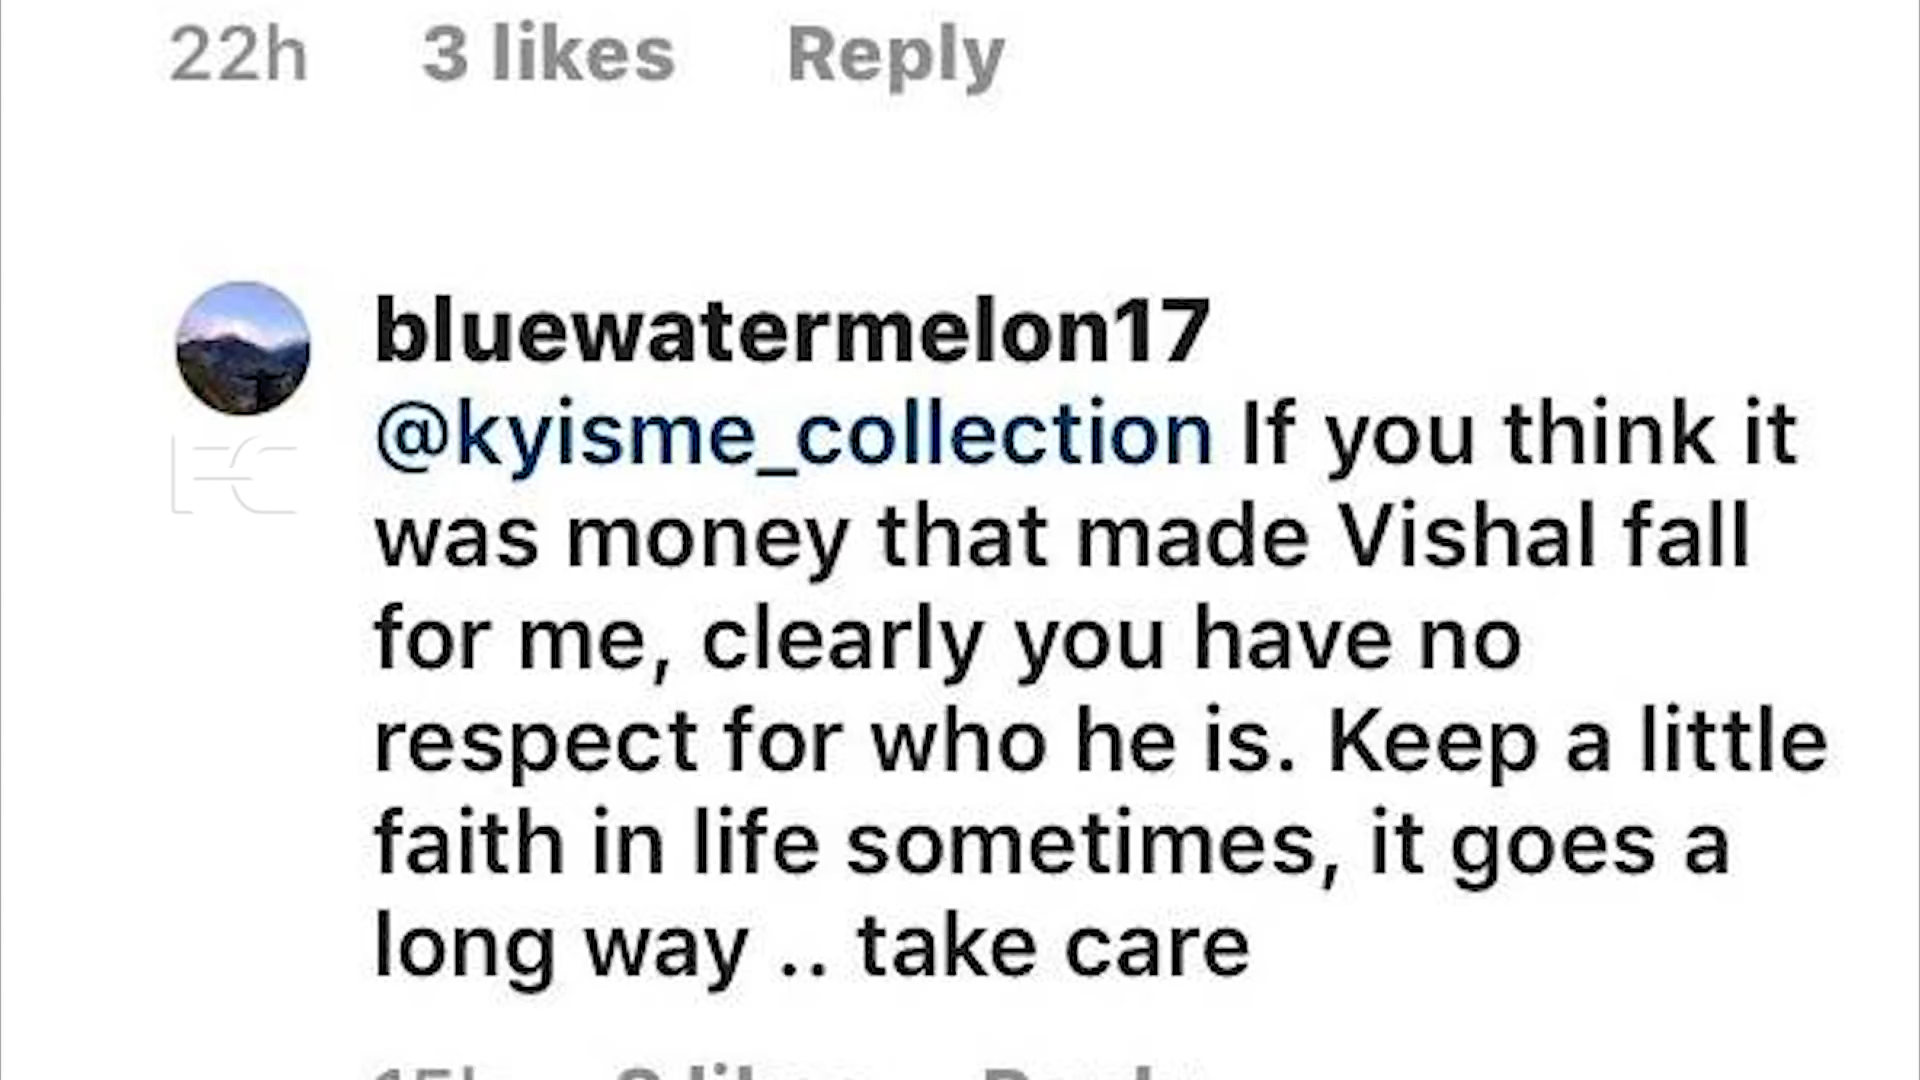 22h 3 likes Reply
bluewatermelon17
@kyisme_collection If you think it
was money that made Vishal fall
for me, clearly you have no
respect for who he is. Keep a little
faith in life sometimes, it goes a
long way .. take care
FC